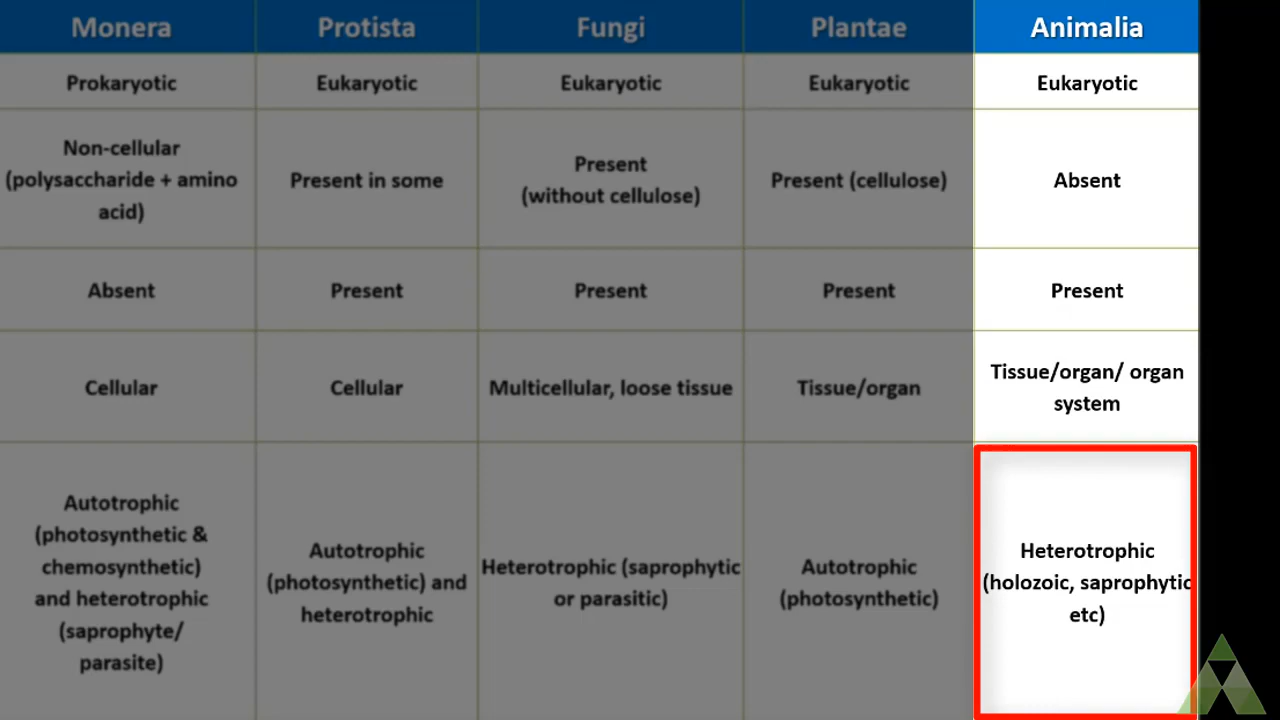 Monera Protista Fungi Plantae Animalia
Prokaryotic Eukaryotic Eukaryotic Eukaryotic Eukaryotic
Non-cellular
(polysaccharide + amino
acid)
Present in some
Present
(without cellulose)
Present (cellulose)
Absent
Absent Present Present Present Present
Cellular Cellular Multicellular, loose tissue Tissue/organ
Tissue/organ/ organ
system
Autotrophic
(photosynthetic &
chemosynthetic)
and heterotrophic
(saprophyte/
parasite)
Autotrophic
(photosynthetic) and
heterotrophic
Heterotrophic (saprophytic
or parasitic)
Autotrophic
(photosynthetic)
Heterotrophic
(holozoic, saprophytic
etc)